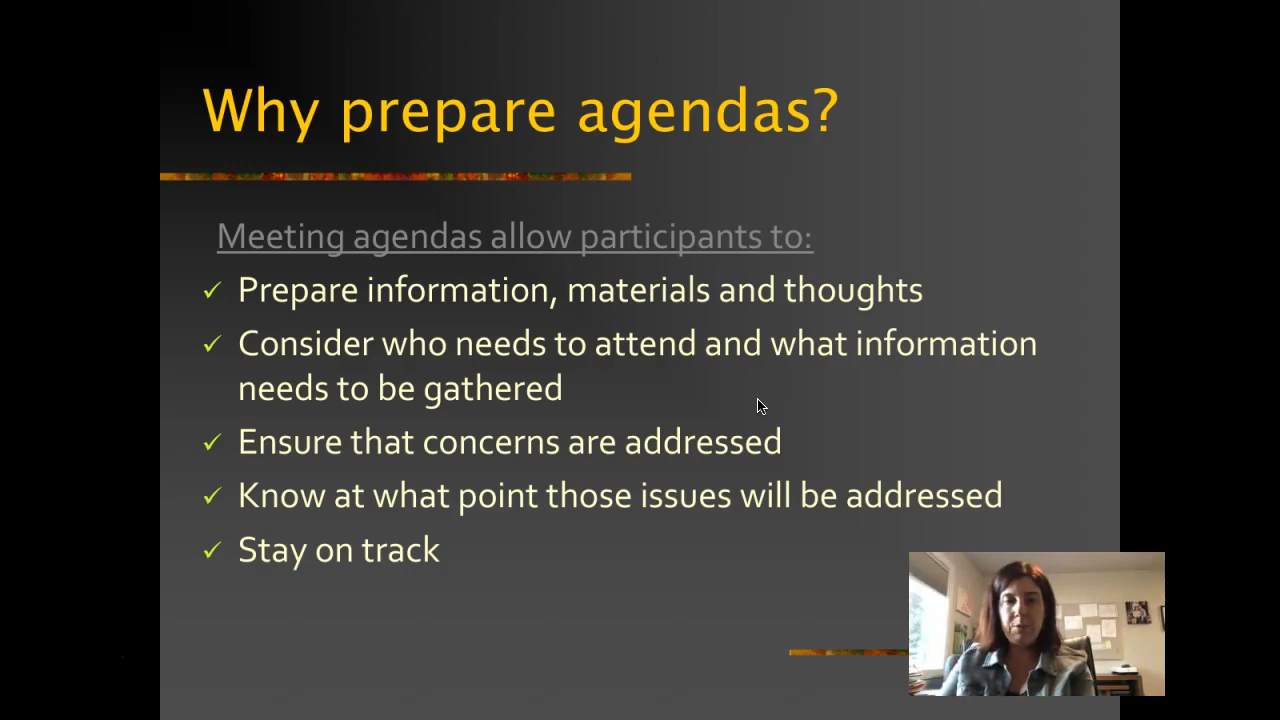 Why prepare agendas?
Meeting agendas allow participants to:
Prepare information, materials and thoughts
Consider who needs to attend and what information
needs to be gathered
Ensure that concerns are addressed
Know at what point those issues will be addressed
Stay on track